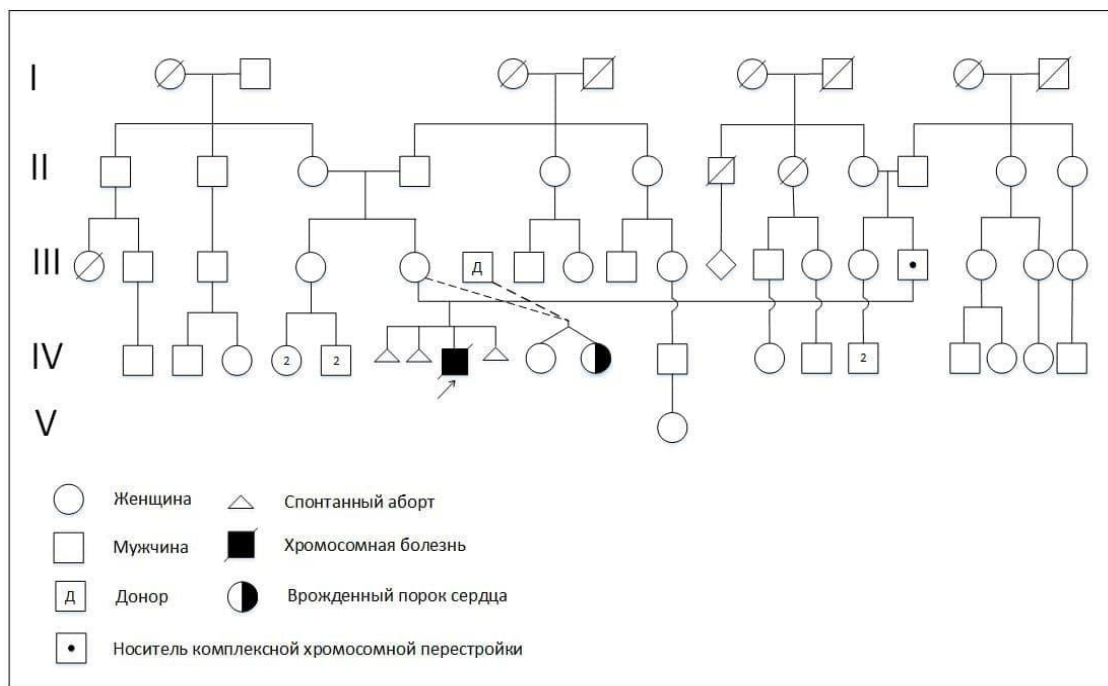 I
II
III
Д
IV
2 2
2
V
Женщина
Спонтанный аборт
Мужчина
Хромосомная болезнь
Д Донор
Врожденный порок сердца
Носитель комплексной хромосомной перестройки